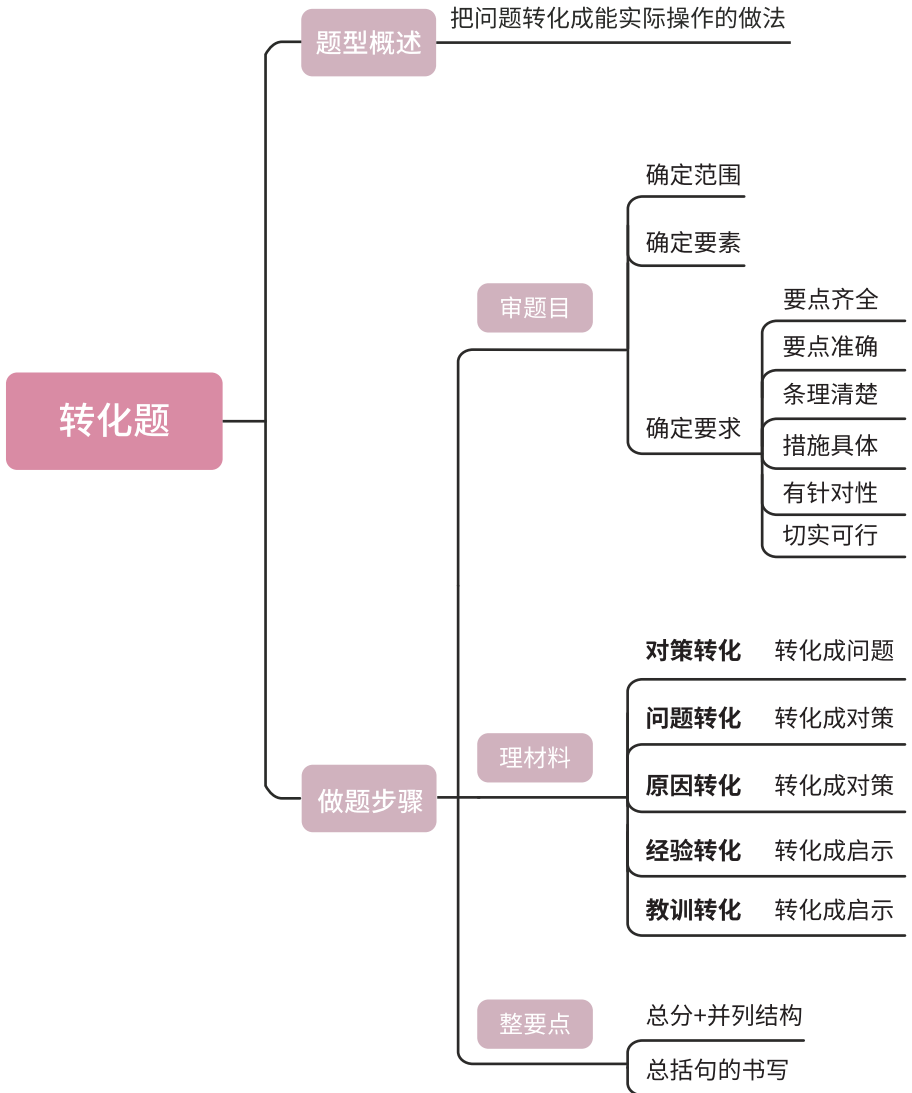 转化题
题型概述
把问题转化成能实际操作的做法
做题步骤
审题目
确定范围
确定要素
确定要求
要点齐全
要点准确
条理清楚
措施具体
有针对性
切实可行
理材料
对策转化 转化成问题
问题转化 转化成对策
原因转化 转化成对策
经验转化 转化成启示
教训转化 转化成启示
整要点
总分+并列结构
总括句的书写